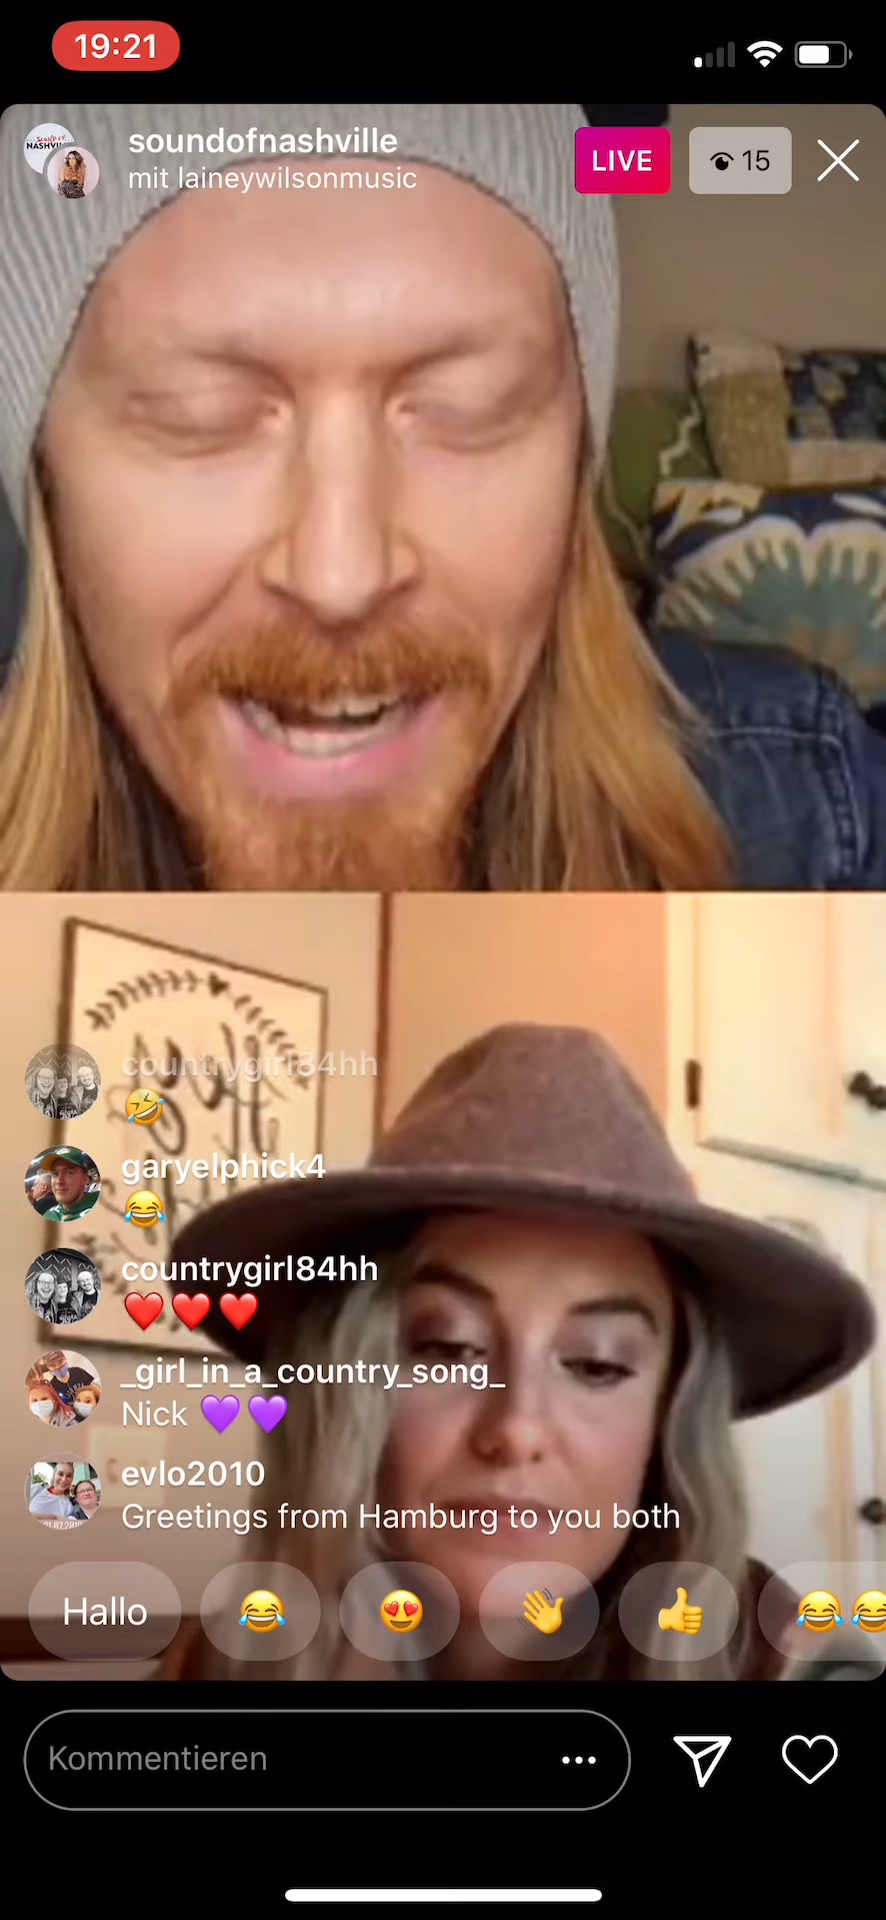 19:21
soundofnashville
mit laineywilsonmusic
LIVE
15
countrygirl84hh
🤣
garyelphick4
😂
countrygirl84hh
❤️❤️❤️
_girl_in_a_country_song_
Nick 💜💜
evlo2010
Greetings from Hamburg to you both
Hallo
😂 😍 👋 👍 😂😂
Kommentieren